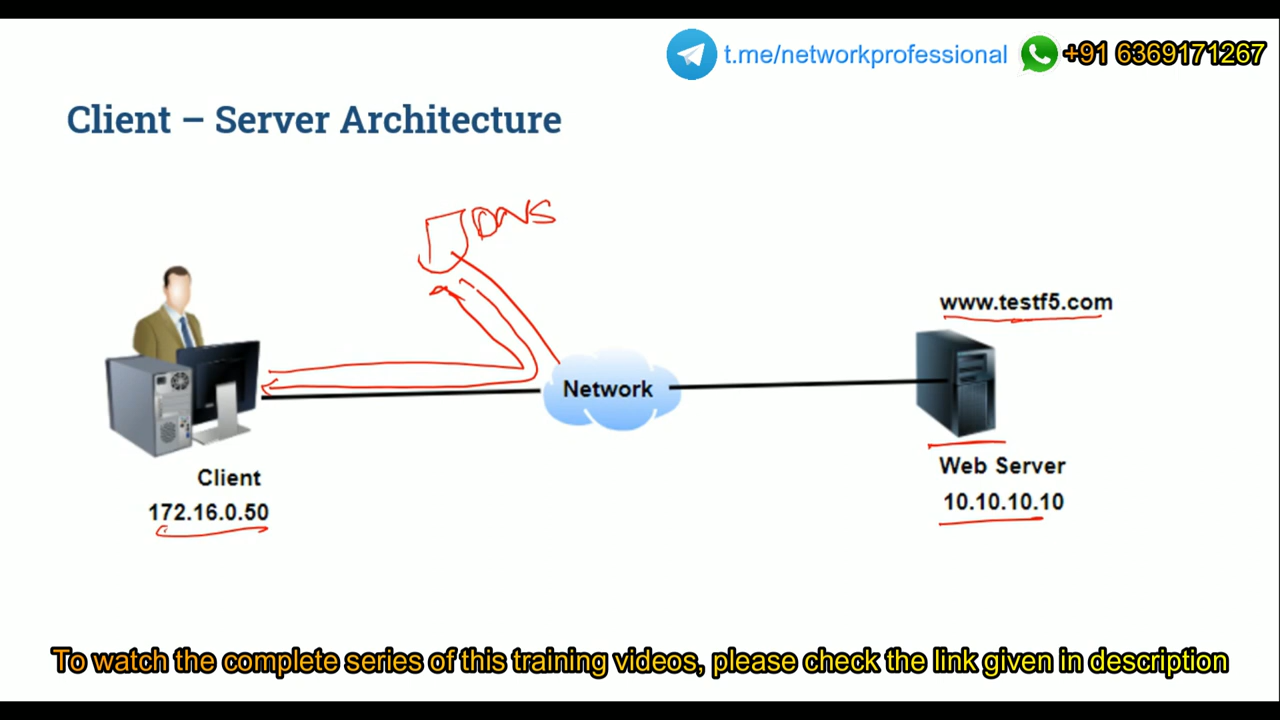 t.me/networkprofessional +91 6369171267
Client – Server Architecture
DNS
www.testf5.com
Network
Client
172.16.0.50
Web Server
10.10.10.10
To watch the complete series of this training videos, please check the link given in description